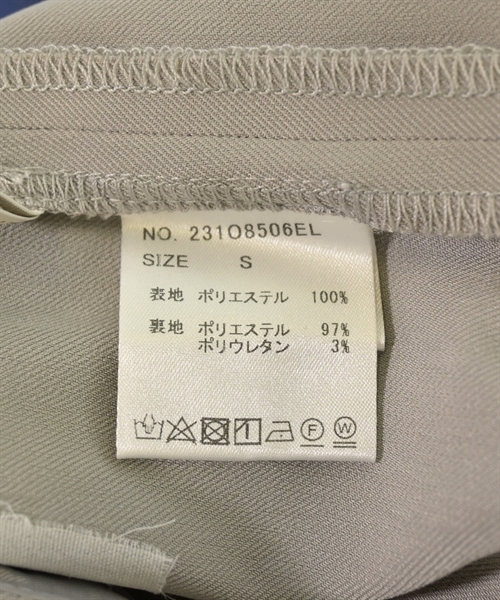 NO. 231O8506EL
SIZE S
表地 ポリエステル 100%
裏地 ポリエステル 97%
ポリウレタン 3%
F W